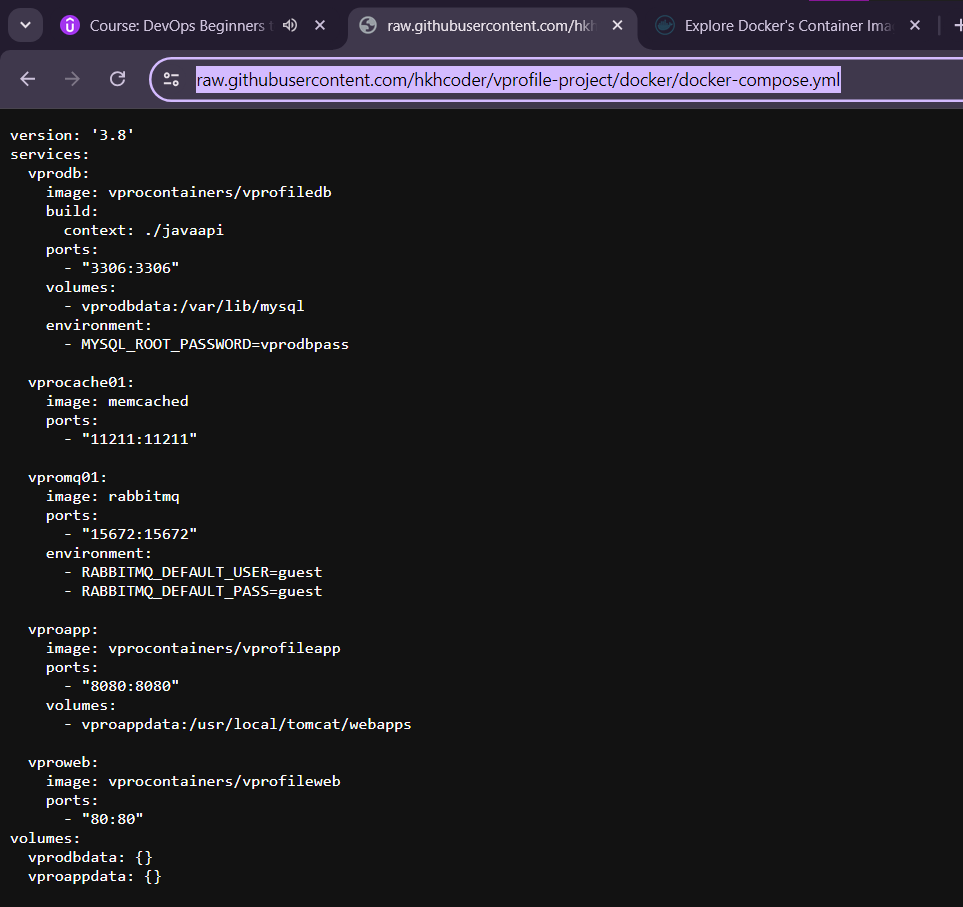 Course: DevOps Beginners t
raw.githubusercontent.com/hkh
Explore Docker's Container Ima
raw.githubusercontent.com/hkhcoder/vprofile-project/docker/docker-compose.yml
version: '3.8'
services:
  vprodb:
    image: vprocontainers/vprofiledb
    build:
      context: ./javaapi
    ports:
      - "3306:3306"
    volumes:
      - vprodbdata:/var/lib/mysql
    environment:
      - MYSQL_ROOT_PASSWORD=vprodbpass

  vprocache01:
    image: memcached
    ports:
      - "11211:11211"

  vpromq01:
    image: rabbitmq
    ports:
      - "15672:15672"
    environment:
      - RABBITMQ_DEFAULT_USER=guest
      - RABBITMQ_DEFAULT_PASS=guest

  vproapp:
    image: vprocontainers/vprofileapp
    ports:
      - "8080:8080"
    volumes:
      - vproappdata:/usr/local/tomcat/webapps

  vproweb:
    image: vprocontainers/vprofileweb
    ports:
      - "80:80"
volumes:
  vprodbdata: {}
  vproappdata: {}